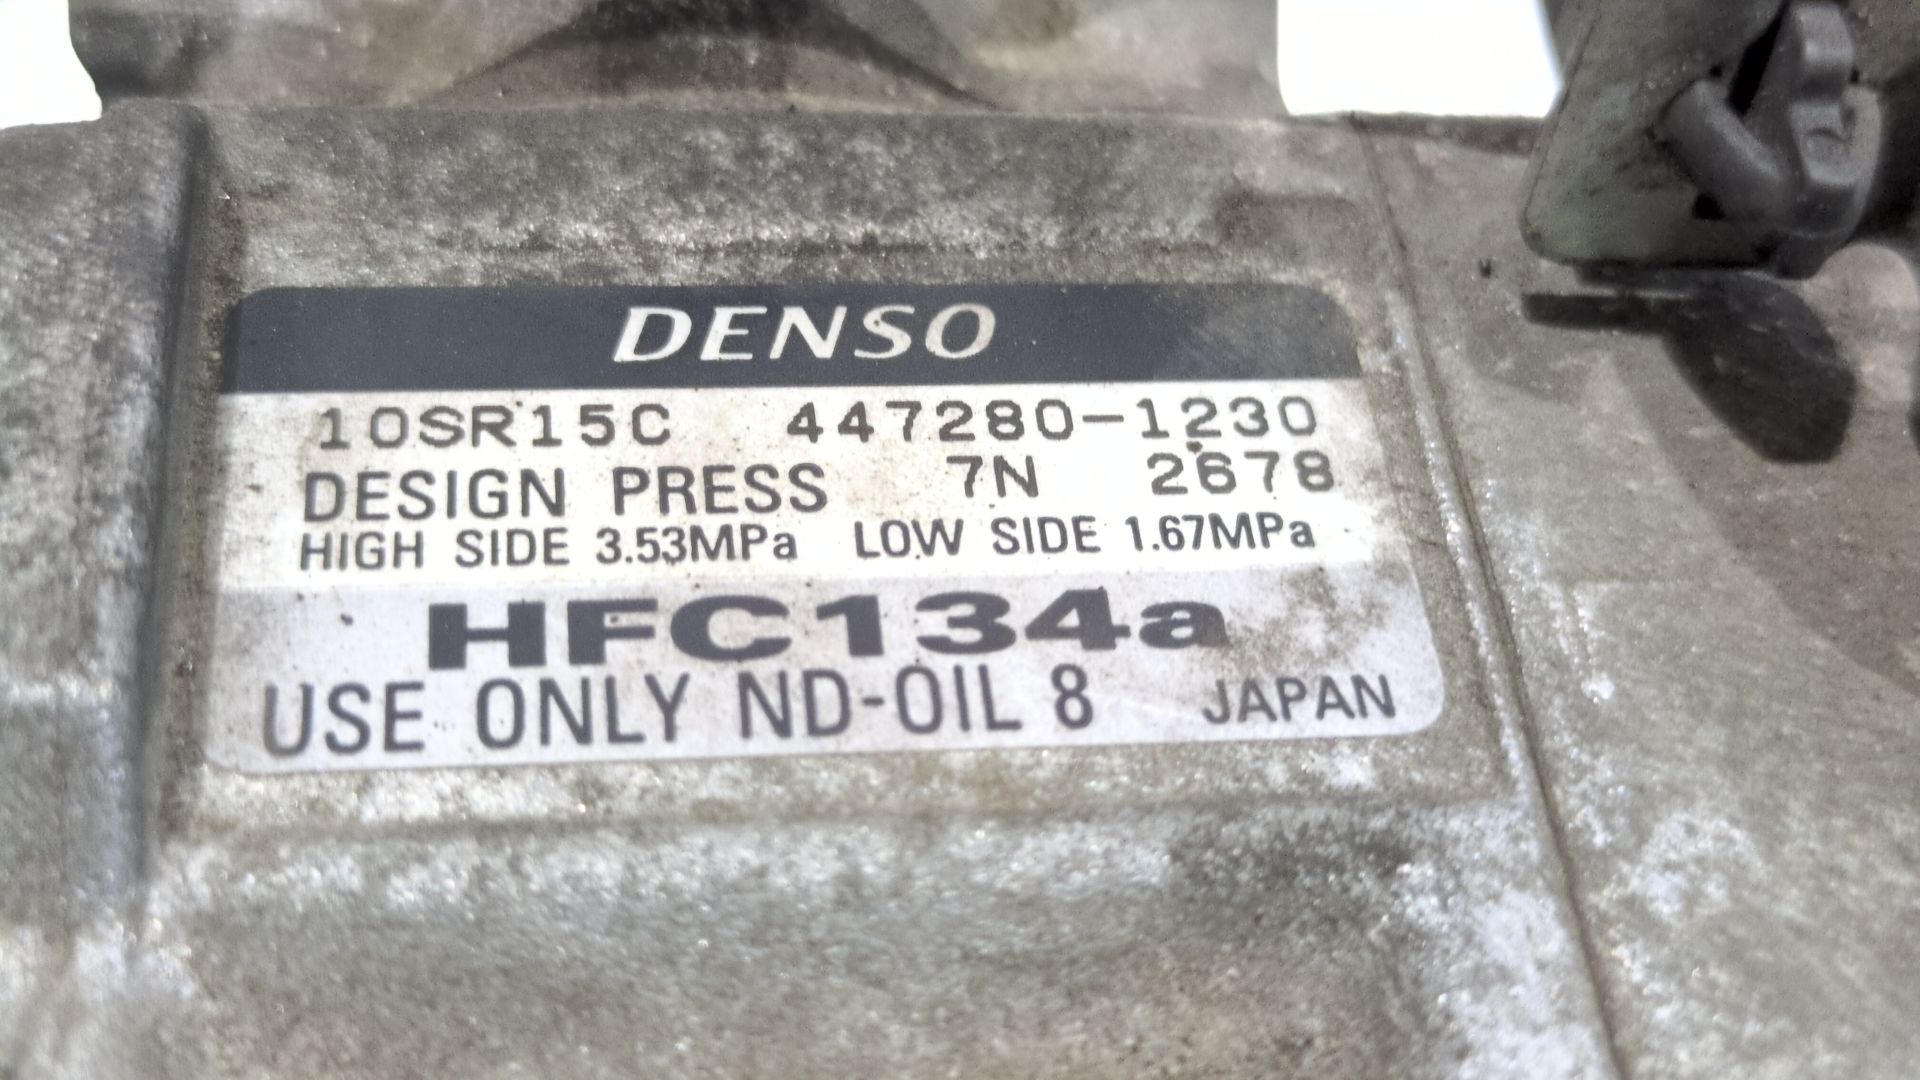 DENSO
10SR15C 447280-1230
DESIGN PRESS 7N 2678
HIGH SIDE 3.53MPa LOW SIDE 1.67MPa
HFC134a
USE ONLY ND-OIL 8 JAPAN